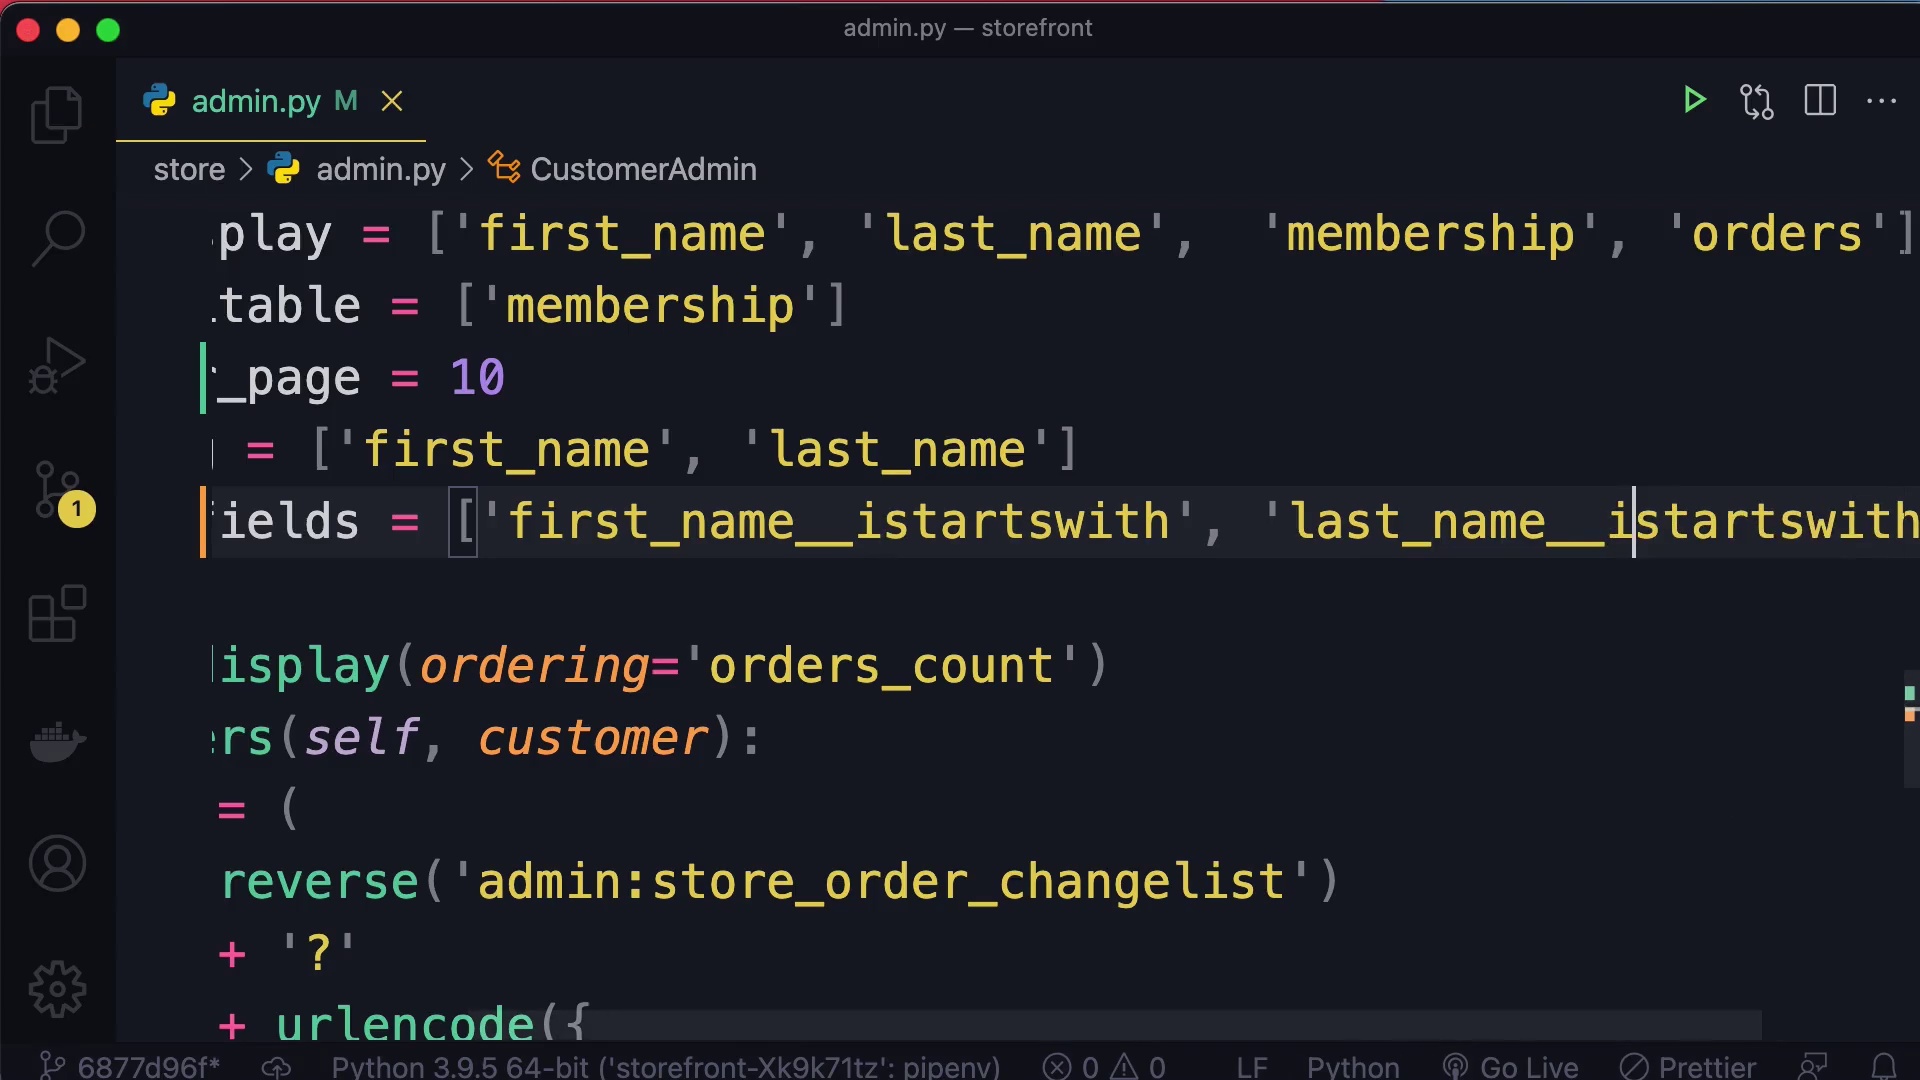 admin.py — storefront
admin.py M
store > admin.py > CustomerAdmin
play = ['first_name', 'last_name',  'membership', 'orders']
table = ['membership']
_page = 10
= ['first_name', 'last_name']
ields = ['first_name__istartswith', 'last_name__istartswith
isplay(ordering='orders_count')
rs(self, customer):
= (
reverse('admin:store_order_changelist')
+ '?'
+ urlencode({
1
6877d96f* Python 3.9.5 64-bit ('storefront-Xk9k71tz': pipenv) 0 0 LF Python Go Live Prettier